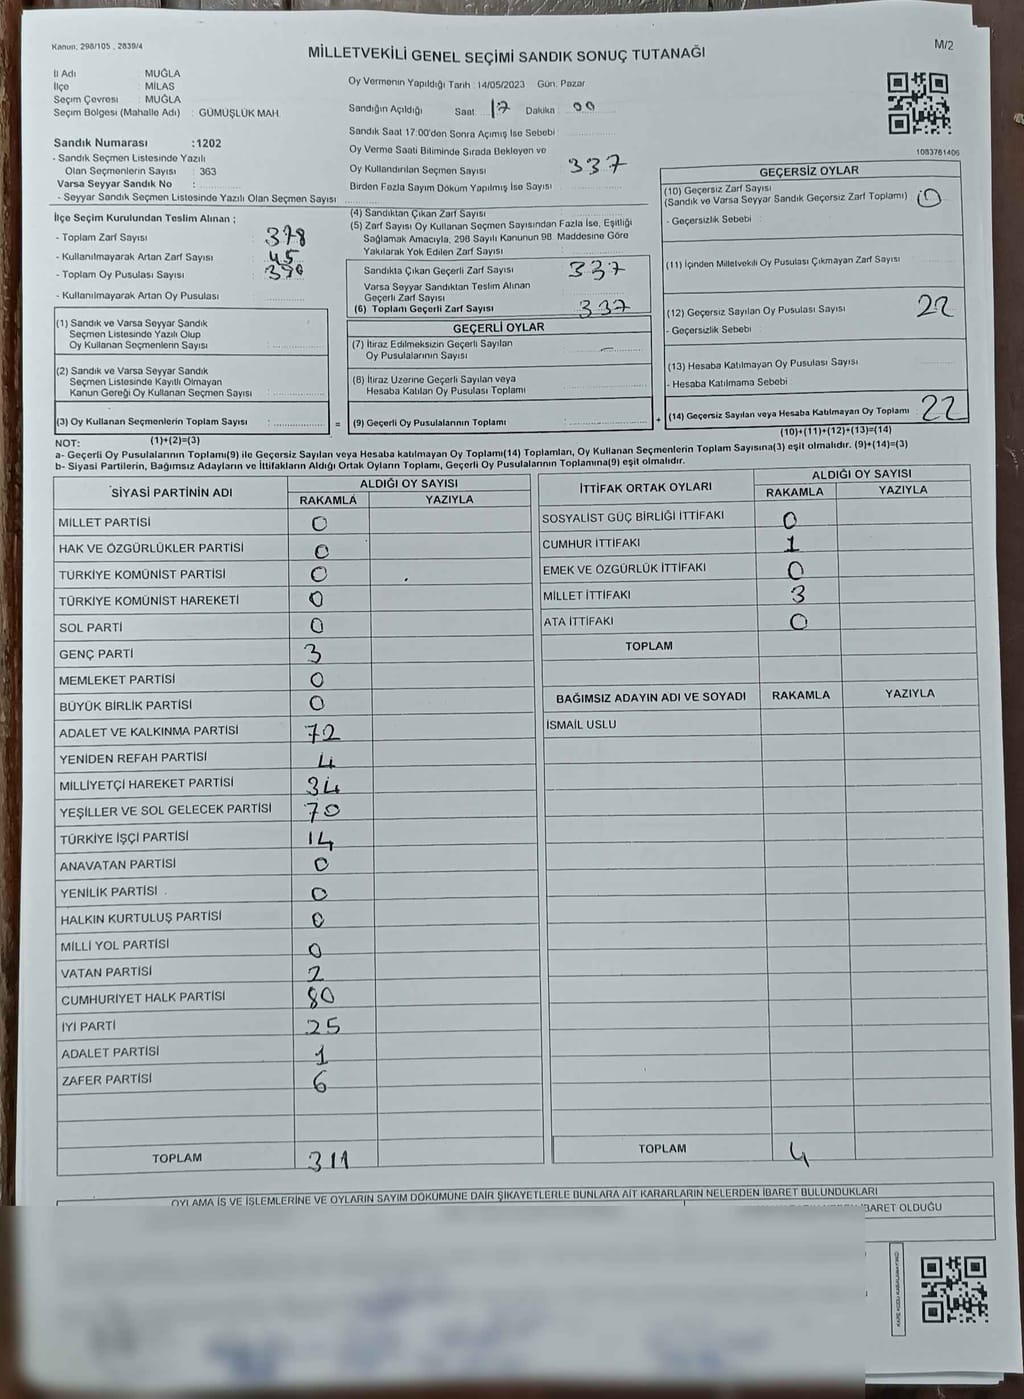 Kanun: 298/105 , 2839/4
M/2
MİLLETVEKİLİ GENEL SEÇİMİ SANDIK SONUÇ TUTANAĞI
İl Adı : MUĞLA
İlçe : MİLAS
Seçim Çevresi : MUĞLA
Seçim Bölgesi (Mahalle Adı) : GÜMÜŞLÜK MAH.
Sandık Numarası :1202
- Sandık Seçmen Listesinde Yazılı
Olan Seçmenlerin Sayısı : 363
Varsa Seyyar Sandık No :
- Seyyar Sandık Seçmen Listesinde Yazılı Olan Seçmen Sayısı
Oy Vermenin Yapıldığı Tarih : 14/05/2023 Gün: Pazar
Sandığın Açıldığı Saat 17 Dakika 00
Sandık Saat 17:00'den Sonra Açımış İse Sebebi
Oy Verme Saati Bitiminde Sırada Bekleyen ve
Oy Kullandırılan Seçmen Sayısı 337
Birden Fazla Sayım Döküm Yapılmış İse Sayısı
1083761406
İlçe Seçim Kurulundan Teslim Alınan ;
- Toplam Zarf Sayısı 378
- Kullanılmayarak Artan Zarf Sayısı 45
- Toplam Oy Pusulası Sayısı
- Kullanılmayarak Artan Oy Pusulası
(1) Sandık ve Varsa Seyyar Sandık
Seçmen Listesinde Yazılı Olup
Oy Kullanan Seçmenlerin Sayısı
(2) Sandık ve Varsa Seyyar Sandık
Seçmen Listesinde Kayıtlı Olmayan
Kanun Gereği Oy Kullanan Seçmen Sayısı
(3) Oy Kullanan Seçmenlerin Toplam Sayısı :
(1)+(2)=(3)
(4) Sandıktan Çıkan Zarf Sayısı
(5) Zarf Sayısı Oy Kullanan Seçmen Sayısından Fazla İse, Eşitliği
Sağlamak Amacıyla, 298 Sayılı Kanunun 98. Maddesine Göre
Yakılarak Yok Edilen Zarf Sayısı
Sandıkta Çıkan Geçerli Zarf Sayısı 337
Varsa Seyyar Sandıktan Teslim Alınan
Geçerli Zarf Sayısı
(6) Toplam Geçerli Zarf Sayısı 337
GEÇERLİ OYLAR
(7) İtiraz Edilmeksizin Geçerli Sayılan
Oy Pusulalarının Sayısı
(8) İtiraz Üzerine Geçerli Sayılan veya
Hesaba Katılan Oy Pusulası Toplamı
= (9) Geçerli Oy Pusulalarının Toplamı :
GEÇERSİZ OYLAR
(10) Geçersiz Zarf Sayısı
(Sandık ve Varsa Seyyar Sandık Geçersiz Zarf Toplamı) 0
- Geçersizlik Sebebi :
(11) İçinden Milletvekili Oy Pusulası Çıkmayan Zarf Sayısı
(12) Geçersiz Sayılan Oy Pusulası Sayısı 22
- Geçersizlik Sebebi :
(13) Hesaba Katılmayan Oy Pusulası Sayısı
- Hesaba Katılmama Sebebi
+ (14) Geçersiz Sayılan veya Hesaba Katılmayan Oy Toplamı 22
(10)+(11)+(12)+(13)=(14)
NOT:
a- Geçerli Oy Pusulalarının Toplamı(9) ile Geçersiz Sayılan veya Hesaba katılmayan Oy Toplamı(14) Toplamları, Oy Kullanan Seçmenlerin Toplam Sayısına(3) eşit olmalıdır. (9)+(14)=(3)
b- Siyasi Partilerin, Bağımsız Adayların ve İttifakların Aldığı Ortak Oyların Toplamı, Geçerli Oy Pusulalarının Toplamına(9) eşit olmalıdır.
SİYASİ PARTİNİN ADI ALDIĞI OY SAYISI
RAKAMLA YAZIYLA
MİLLET PARTİSİ 0
HAK VE ÖZGÜRLÜKLER PARTİSİ 0
TÜRKİYE KOMÜNİST PARTİSİ 0
TÜRKİYE KOMÜNİST HAREKETİ 0
SOL PARTİ 0
GENÇ PARTİ 3
MEMLEKET PARTİSİ 0
BÜYÜK BİRLİK PARTİSİ 0
ADALET VE KALKINMA PARTİSİ 72
YENİDEN REFAH PARTİSİ 4
MİLLİYETÇİ HAREKET PARTİSİ 34
YEŞİLLER VE SOL GELECEK PARTİSİ 70
TÜRKİYE İŞÇİ PARTİSİ 14
ANAVATAN PARTİSİ 0
YENİLİK PARTİSİ 0
HALKIN KURTULUŞ PARTİSİ 0
MİLLİ YOL PARTİSİ 0
VATAN PARTİSİ 2
CUMHURİYET HALK PARTİSİ 80
İYİ PARTİ 25
ADALET PARTİSİ 1
ZAFER PARTİSİ 6
TOPLAM 311
İTTİFAK ORTAK OYLARI ALDIĞI OY SAYISI
RAKAMLA YAZIYLA
SOSYALİST GÜÇ BİRLİĞİ İTTİFAKI 0
CUMHUR İTTİFAKI 1
EMEK VE ÖZGÜRLÜK İTTİFAKI 0
MİLLET İTTİFAKI 3
ATA İTTİFAKI 0
TOPLAM
BAĞIMSIZ ADAYIN ADI VE SOYADI RAKAMLA YAZIYLA
İSMAİL USLU
TOPLAM 4
OYLAMA İŞ VE İŞLEMLERİNE VE OYLARIN SAYIM DÖKÜMÜNE DAİR ŞİKAYETLERLE BUNLARA AİT KARARLARIN NELERDEN İBARET BULUNDUKLARI
İBARET OLDUĞU